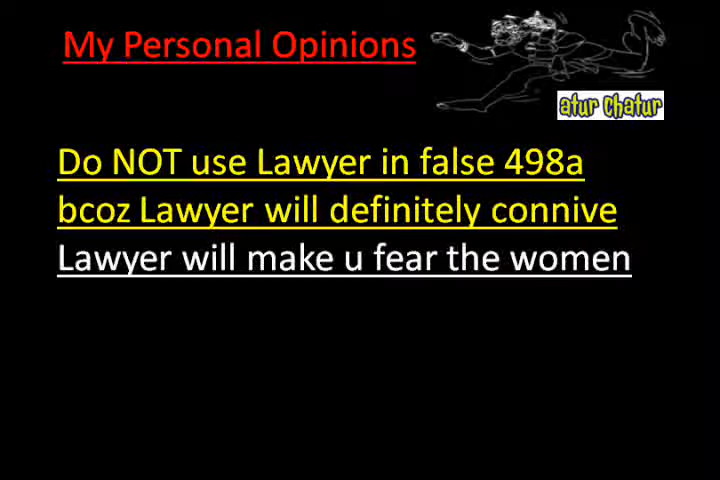 My Personal Opinions
atur chatur
Do NOT use Lawyer in false 498a
bcoz Lawyer will definitely connive
Lawyer will make u fear the women